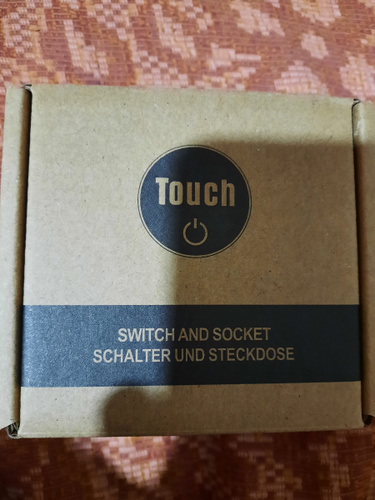 Touch
SWITCH AND SOCKET
SCHALTER UND STECKDOSE